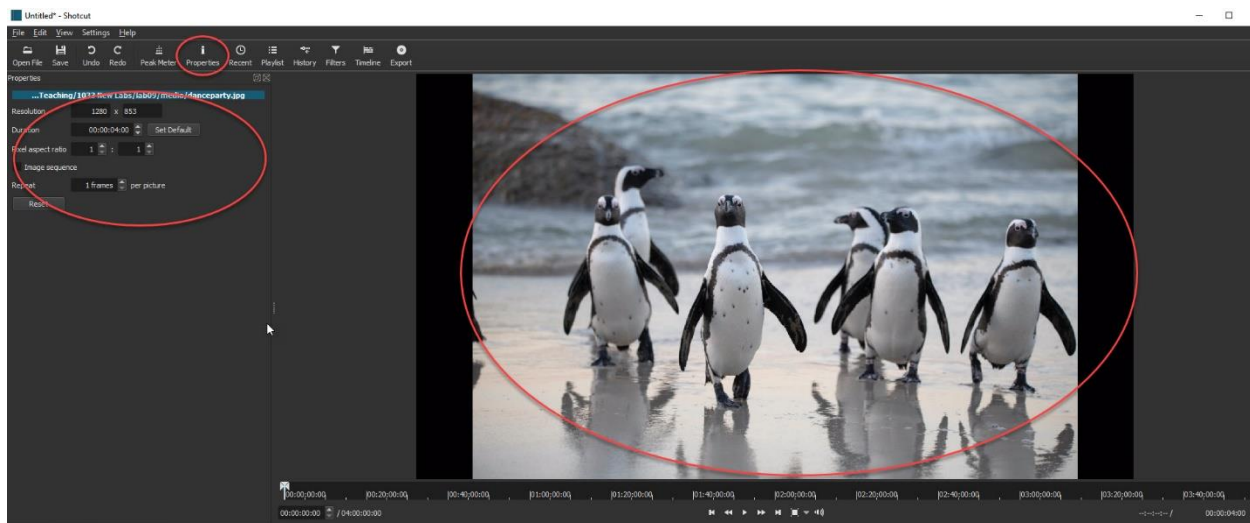 Untitled* - Shotcut
File Edit View Settings Help
Open File Save Undo Redo Peak Meter Properties Recent Playlist History Filters Timeline Export
Properties
...Teaching/1033 New Labs/lab09/media/danceparty.jpg
Resolution 1280 x 853
Duration 00:00:04:00 Set Default
Pixel aspect ratio 1 : 1
Image sequence
Repeat 1 frames per picture
Reset
00:00:00:00 00:20:00:00 00:40:00:00 01:00:00:00 01:20:00:00 01:40:00:00 02:00:00:00 02:20:00:00 02:40:00:00 03:00:00:00 03:20:00:00 03:40:00:00
00:00:00:00 / 04:00:00:00 --:--:--:-- / 00:00:04:00